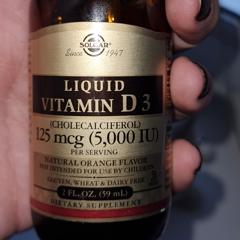 SOLGAR
Since 1947
LIQUID
VITAMIN D3
(CHOLECALCIFEROL)
125 mcg (5,000 IU)
PER SERVING
NATURAL ORANGE FLAVOR
NOT INTENDED FOR USE BY CHILDREN
GLUTEN, WHEAT & DAIRY FREE
2 FL. OZ. (59 mL)
DIETARY SUPPLEMENT